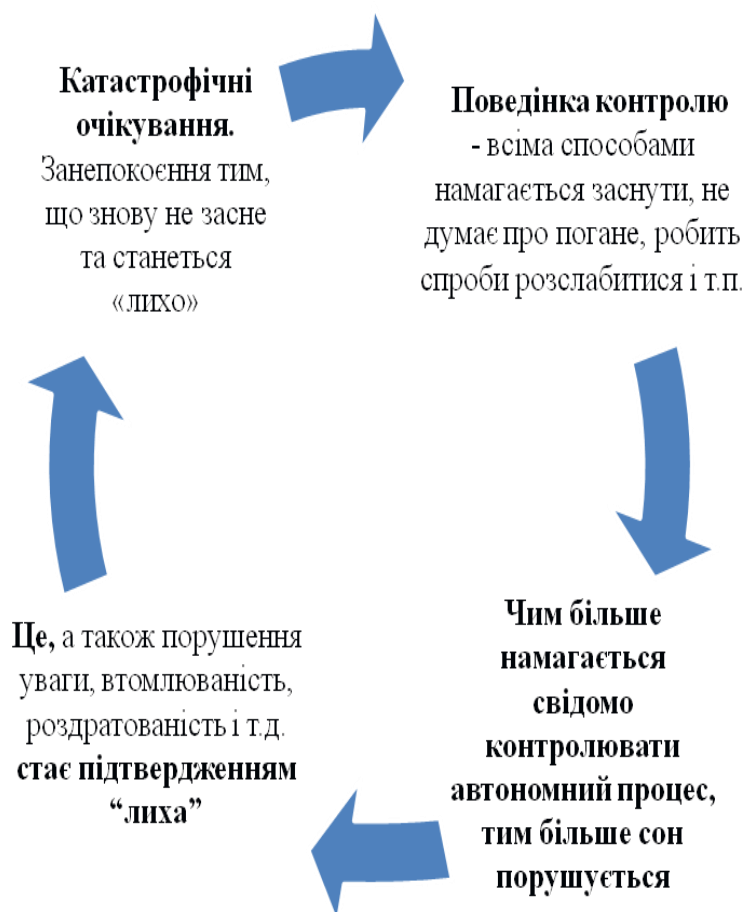 Катастрофічні
очікування.
Занепокоєння тим,
що знову не засне
та станеться
«лихо»
Поведінка контролю
- всіма способами
намагається заснути, не
думає про погане, робить
спроби розслабитися і т.п.
Чим більше
намагається
свідомо
контролювати
автономний процес,
тим більше сон
порушується
Це, а також порушення
уваги, втомлюваність,
роздратованість і т.д.
стає підтвердженням
“лиха”